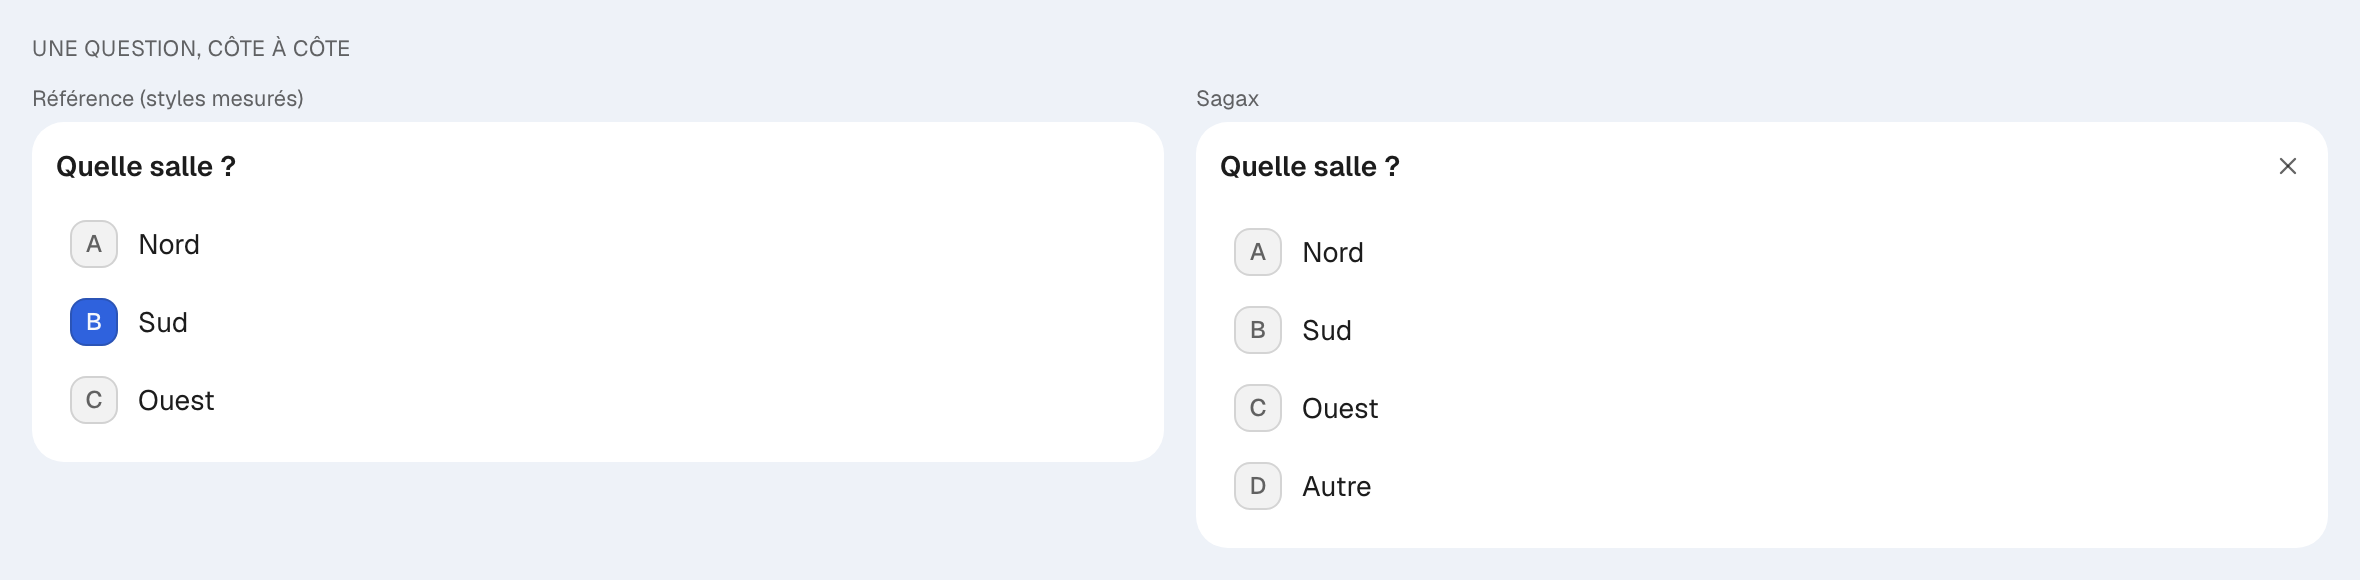 UNE QUESTION, CÔTE À CÔTE
Référence (styles mesurés)
Quelle salle ?
A Nord
B Sud
C Ouest
Sagax
Quelle salle ?
A Nord
B Sud
C Ouest
D Autre